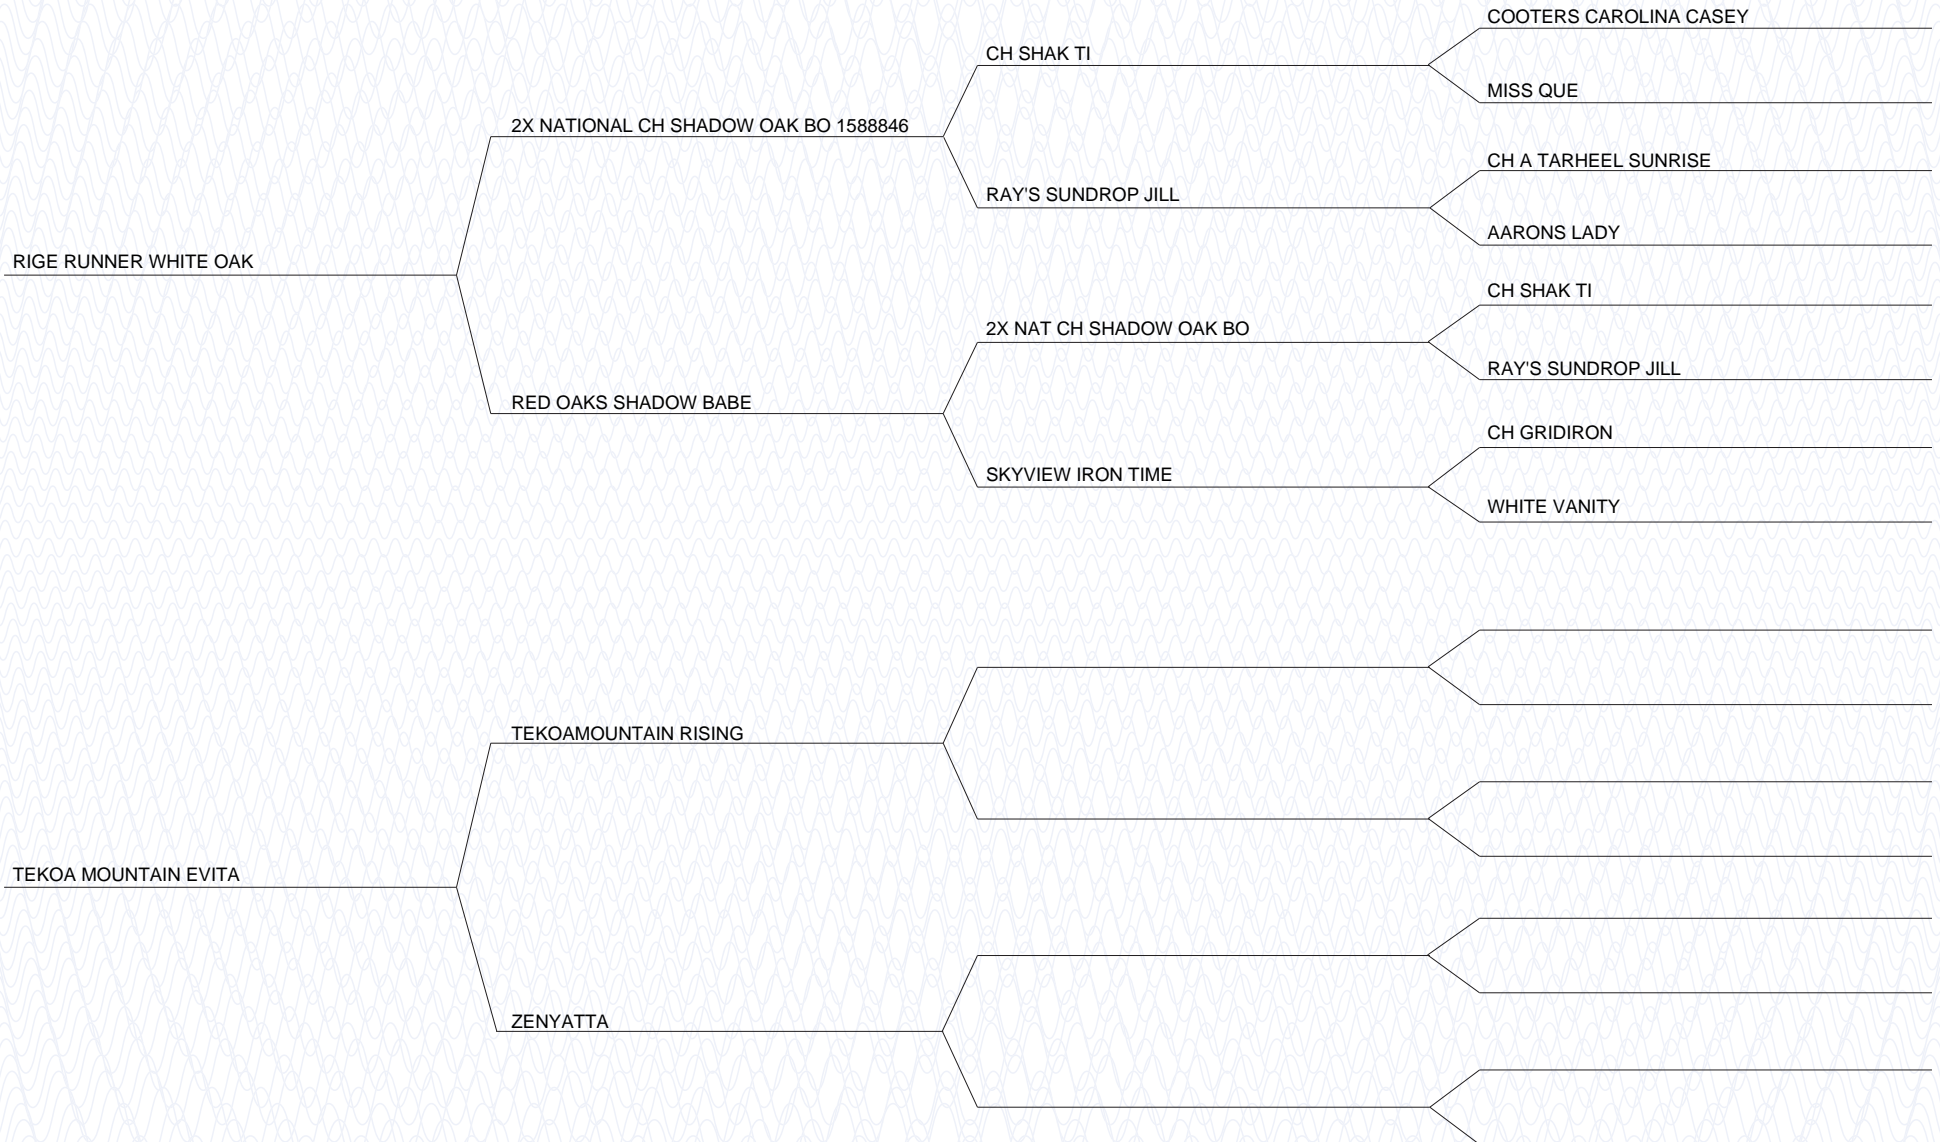 COOTERS CAROLINA CASEY
CH SHAK TI
MISS QUE
2X NATIONAL CH SHADOW OAK BO 1588846
CH A TARHEEL SUNRISE
RAY'S SUNDROP JILL
AARONS LADY
RIGE RUNNER WHITE OAK
CH SHAK TI
2X NAT CH SHADOW OAK BO
RAY'S SUNDROP JILL
RED OAKS SHADOW BABE
CH GRIDIRON
SKYVIEW IRON TIME
WHITE VANITY
TEKOAMOUNTAIN RISING
TEKOA MOUNTAIN EVITA
ZENYATTA